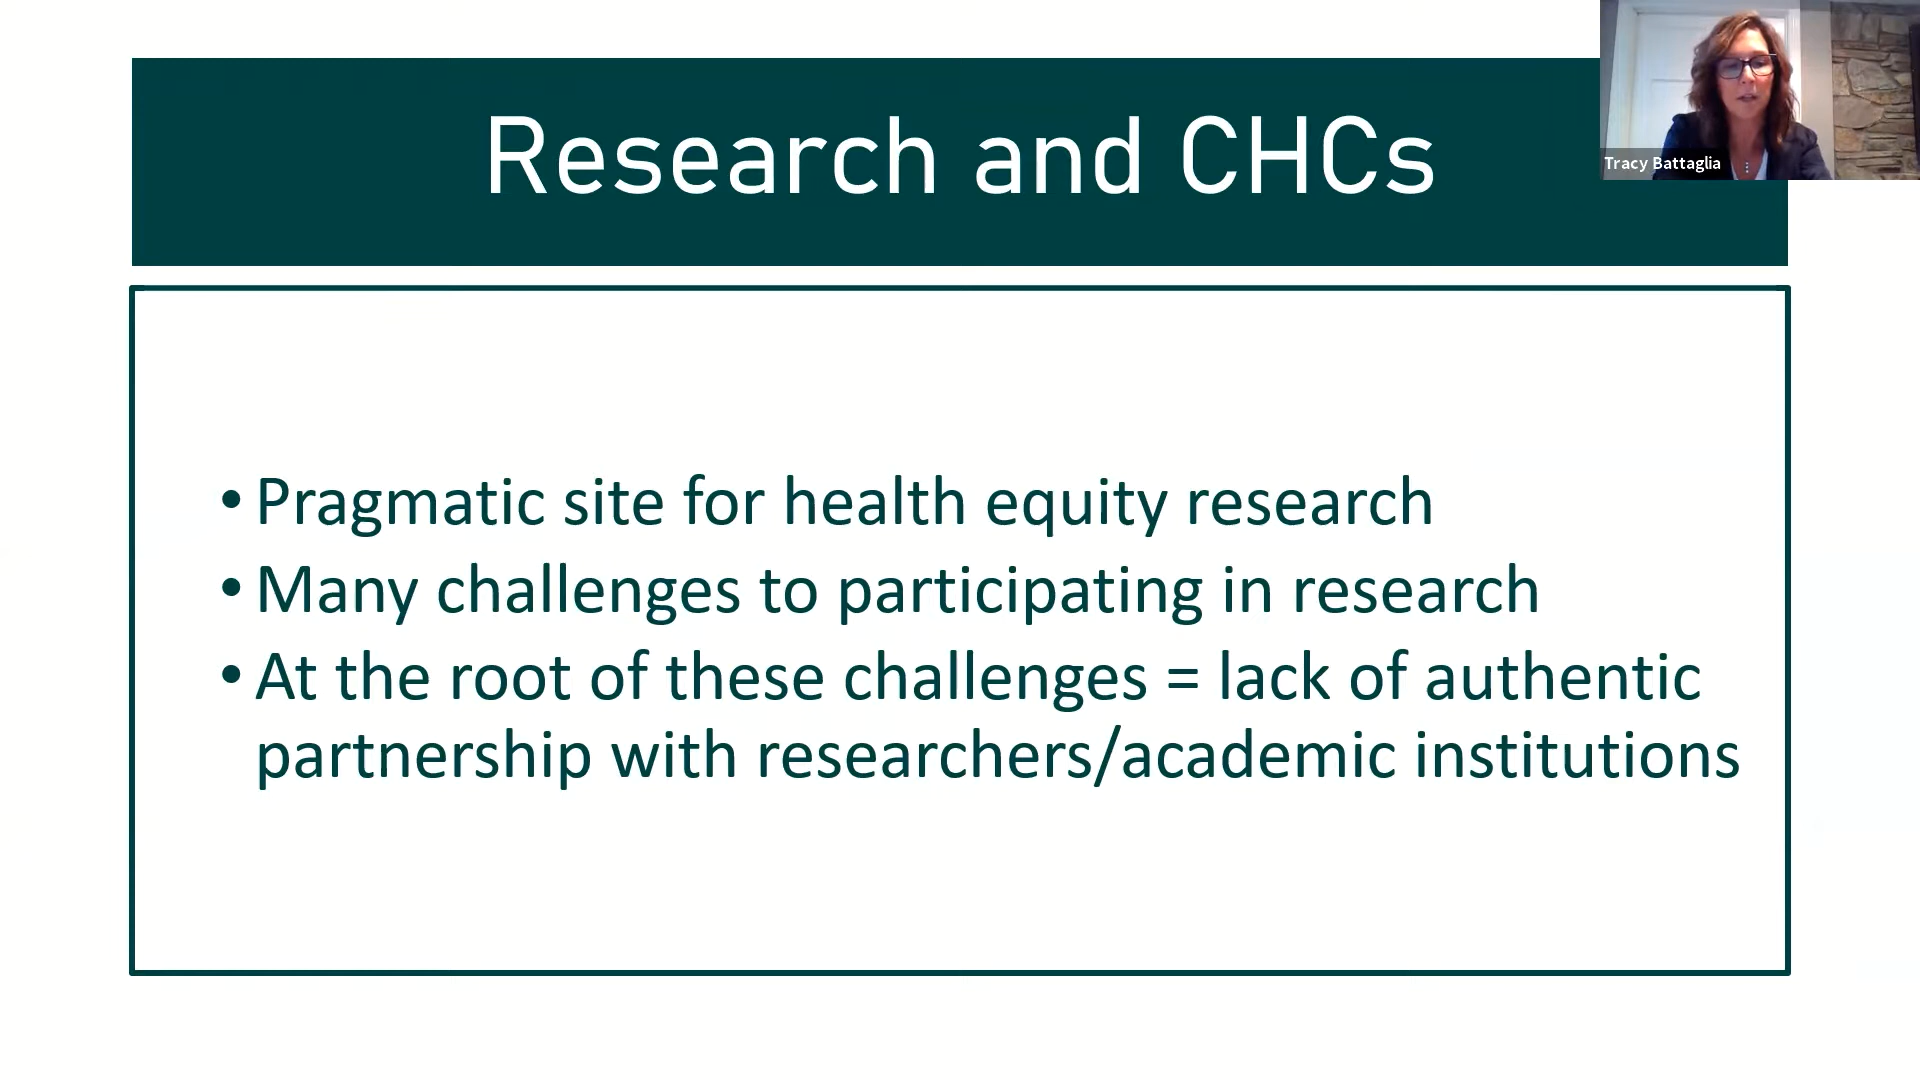 Research and CHCs
Tracy Battaglia
• Pragmatic site for health equity research
• Many challenges to participating in research
• At the root of these challenges = lack of authentic
partnership with researchers/academic institutions